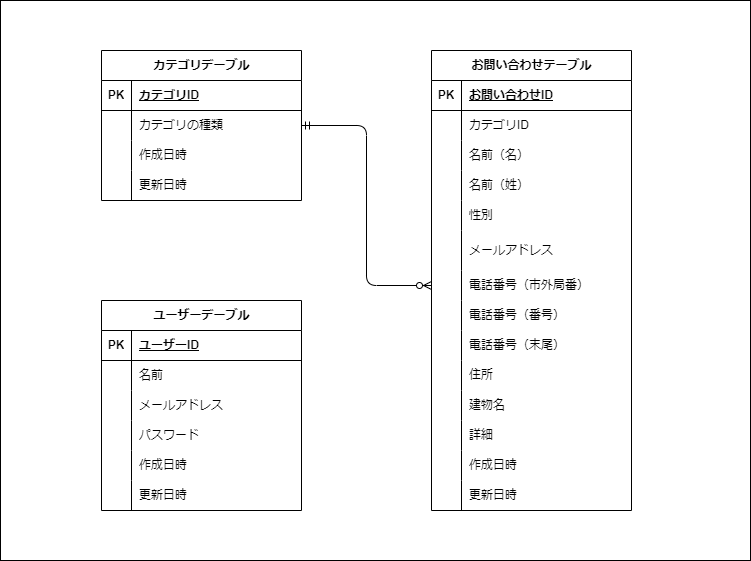 カテゴリデーブル
PK カテゴリID
カテゴリの種類
作成日時
更新日時
お問い合わせテーブル
PK お問い合わせID
カテゴリID
名前（名）
名前（姓）
性別
メールアドレス
電話番号（市外局番）
電話番号（番号）
電話番号（末尾）
住所
建物名
詳細
作成日時
更新日時
ユーザーデーブル
PK ユーザーID
名前
メールアドレス
パスワード
作成日時
更新日時